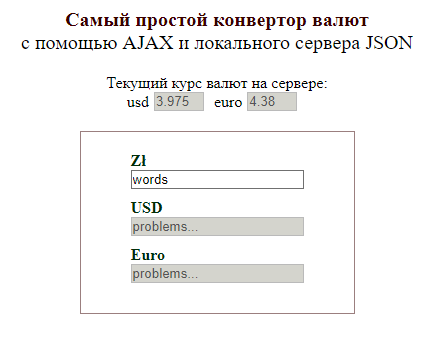 Самый простой конвертор валют
с помощью AJAX и локального сервера JSON
Текущий курс валют на сервере:
usd 3.975 euro 4.38
Zł
words
USD
problems...
Euro
problems...